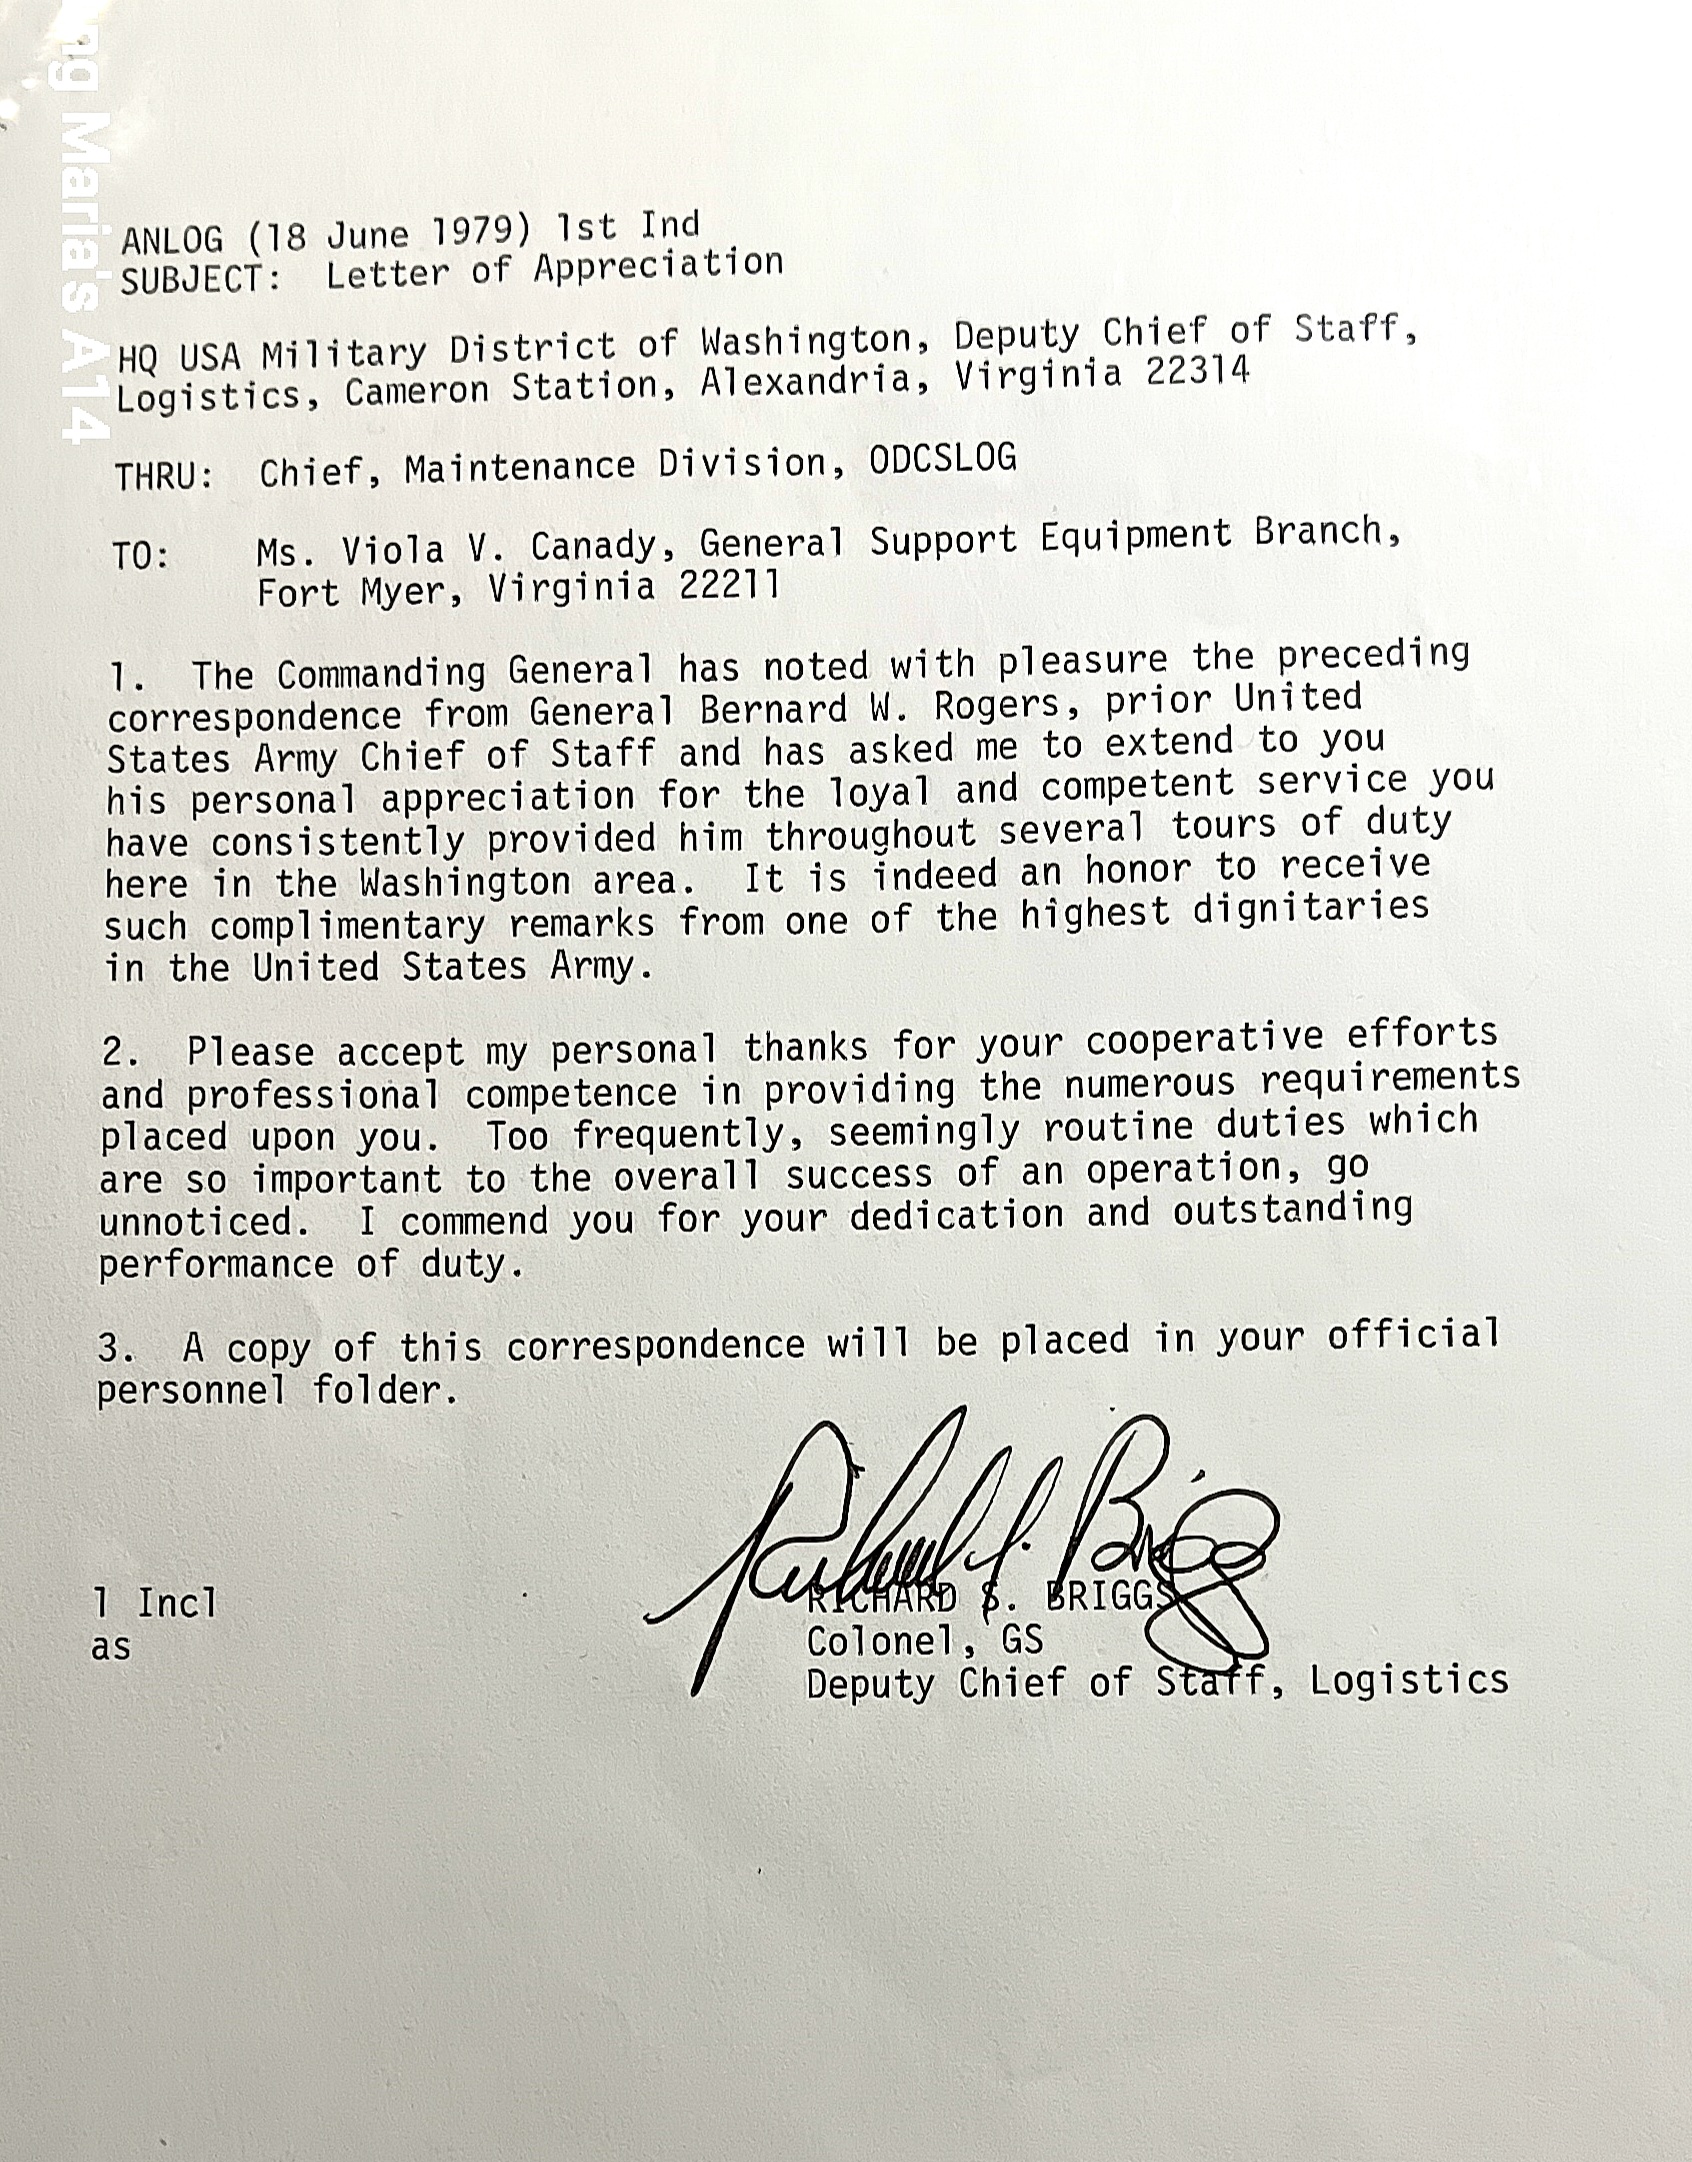 ng Maria's A14
ANLOG (18 June 1979) 1st Ind
SUBJECT:  Letter of Appreciation
HQ USA Military District of Washington, Deputy Chief of Staff,
Logistics, Cameron Station, Alexandria, Virginia 22314
THRU:  Chief, Maintenance Division, ODCSLOG
TO:    Ms. Viola V. Canady, General Support Equipment Branch,
Fort Myer, Virginia 22211
1.  The Commanding General has noted with pleasure the preceding
correspondence from General Bernard W. Rogers, prior United
States Army Chief of Staff and has asked me to extend to you
his personal appreciation for the loyal and competent service you
have consistently provided him throughout several tours of duty
here in the Washington area.  It is indeed an honor to receive
such complimentary remarks from one of the highest dignitaries
in the United States Army.
2.  Please accept my personal thanks for your cooperative efforts
and professional competence in providing the numerous requirements
placed upon you.  Too frequently, seemingly routine duties which
are so important to the overall success of an operation, go
unnoticed.  I commend you for your dedication and outstanding
performance of duty.
3.  A copy of this correspondence will be placed in your official
personnel folder.
Richard S. Briggs
1 Incl
as
RICHARD S. BRIGGS
Colonel, GS
Deputy Chief of Staff, Logistics